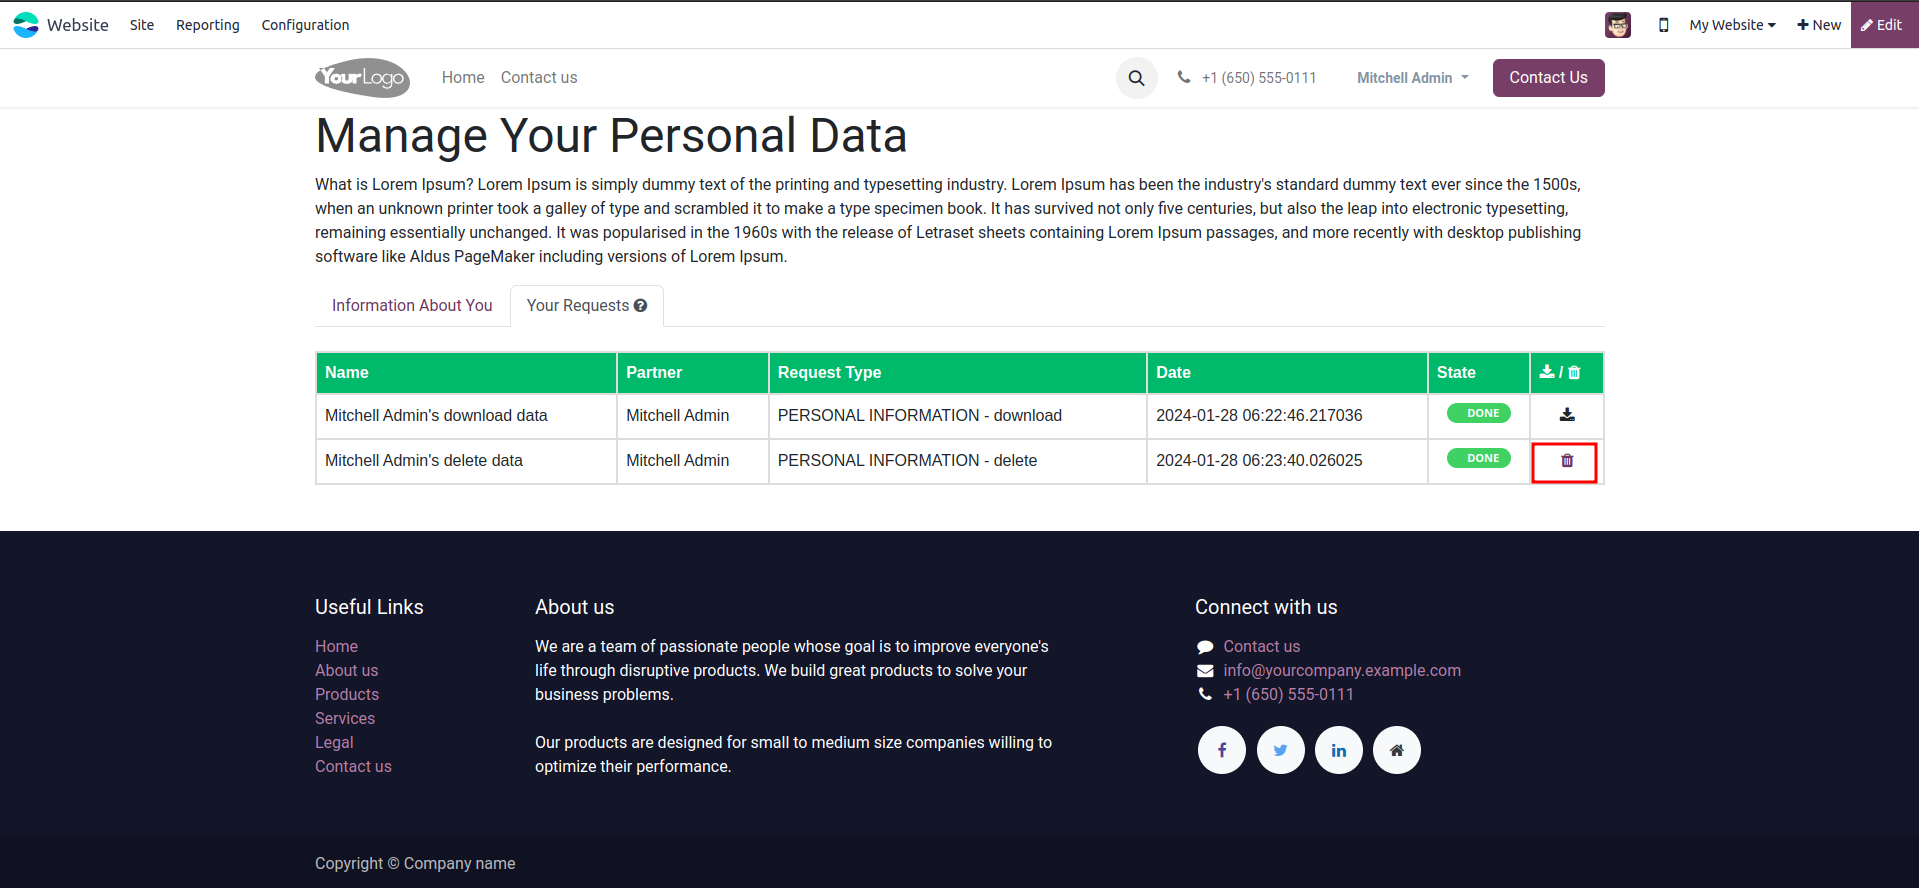 Website Site Reporting Configuration My Website New Edit
YourLogo Home Contact us +1 (650) 555-0111 Mitchell Admin Contact Us
Manage Your Personal Data
What is Lorem Ipsum? Lorem Ipsum is simply dummy text of the printing and typesetting industry. Lorem Ipsum has been the industry's standard dummy text ever since the 1500s,
when an unknown printer took a galley of type and scrambled it to make a type specimen book. It has survived not only five centuries, but also the leap into electronic typesetting,
remaining essentially unchanged. It was popularised in the 1960s with the release of Letraset sheets containing Lorem Ipsum passages, and more recently with desktop publishing
software like Aldus PageMaker including versions of Lorem Ipsum.
Information About You Your Requests
Name Partner Request Type Date State /
Mitchell Admin's download data Mitchell Admin PERSONAL INFORMATION - download 2024-01-28 06:22:46.217036 DONE
Mitchell Admin's delete data Mitchell Admin PERSONAL INFORMATION - delete 2024-01-28 06:23:40.026025 DONE
Useful Links
Home
About us
Products
Services
Legal
Contact us
About us
We are a team of passionate people whose goal is to improve everyone's
life through disruptive products. We build great products to solve your
business problems.
Our products are designed for small to medium size companies willing to
optimize their performance.
Connect with us
Contact us
info@yourcompany.example.com
+1 (650) 555-0111
Copyright © Company name